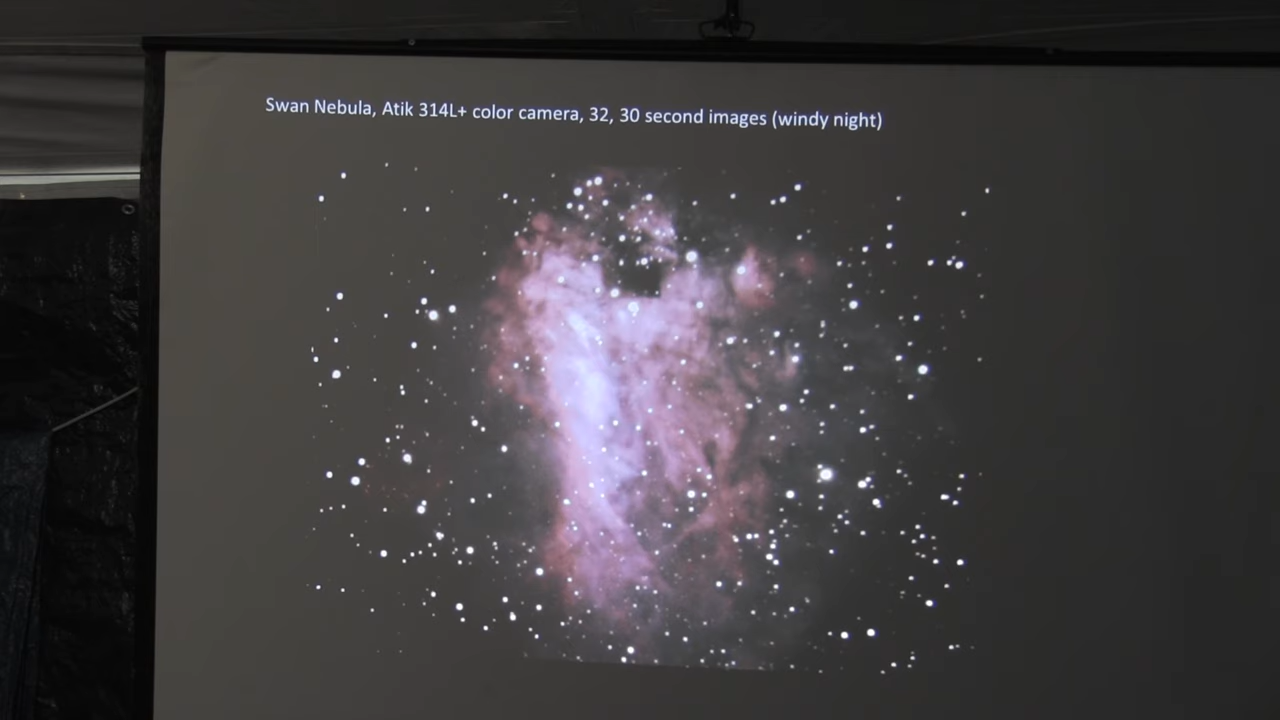 Swan Nebula, Atik 314L+ color camera, 32, 30 second images (windy night)